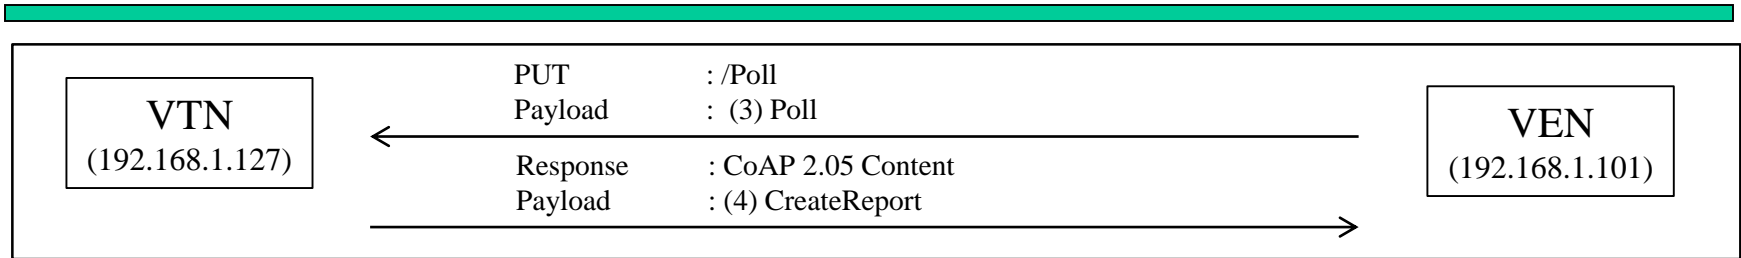 VTN
(192.168.1.127)
PUT : /Poll
Payload : (3) Poll
Response : CoAP 2.05 Content
Payload : (4) CreateReport
VEN
(192.168.1.101)